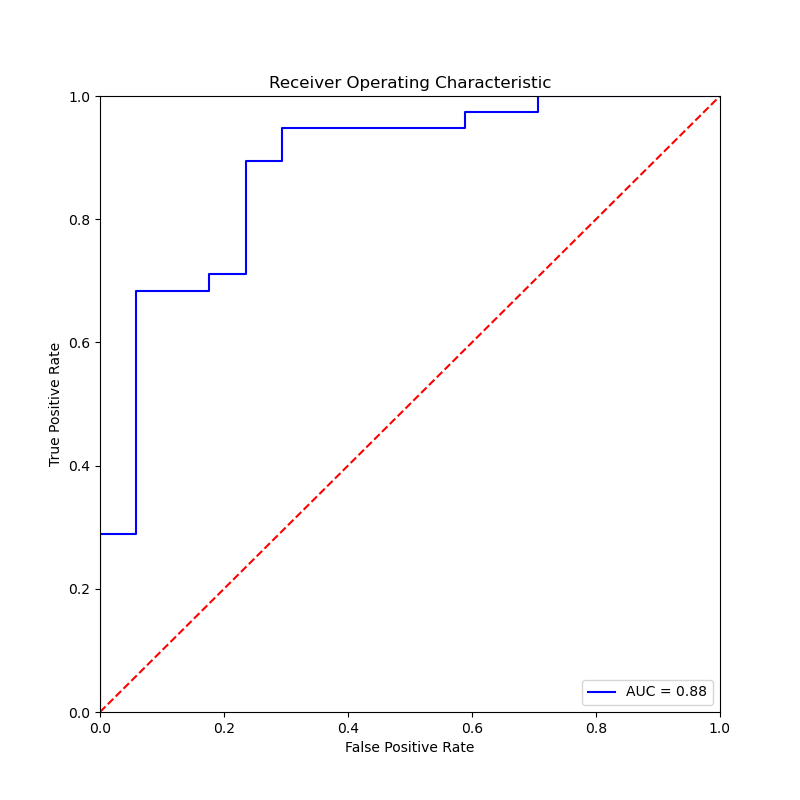 Receiver Operating Characteristic
1.0
0.8
0.6
0.4
0.2
0.0
True Positive Rate
0.0 0.2 0.4 0.6 0.8 1.0
False Positive Rate
AUC = 0.88